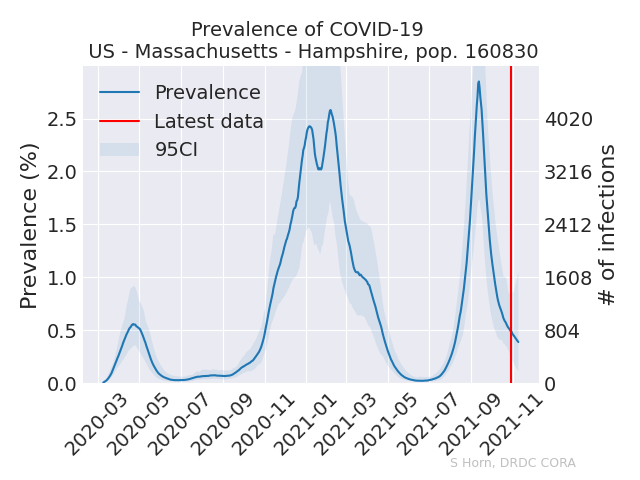 Prevalence of COVID-19
US - Massachusetts - Hampshire, pop. 160830
Prevalence
Latest data
95CI
Prevalence (%)
2.5
2.0
1.5
1.0
0.5
0.0
4020
3216
2412
1608
804
0
# of infections
2020-03
2020-05
2020-07
2020-09
2020-11
2021-01
2021-03
2021-05
2021-07
2021-09
2021-11
S Horn, DRDC CORA